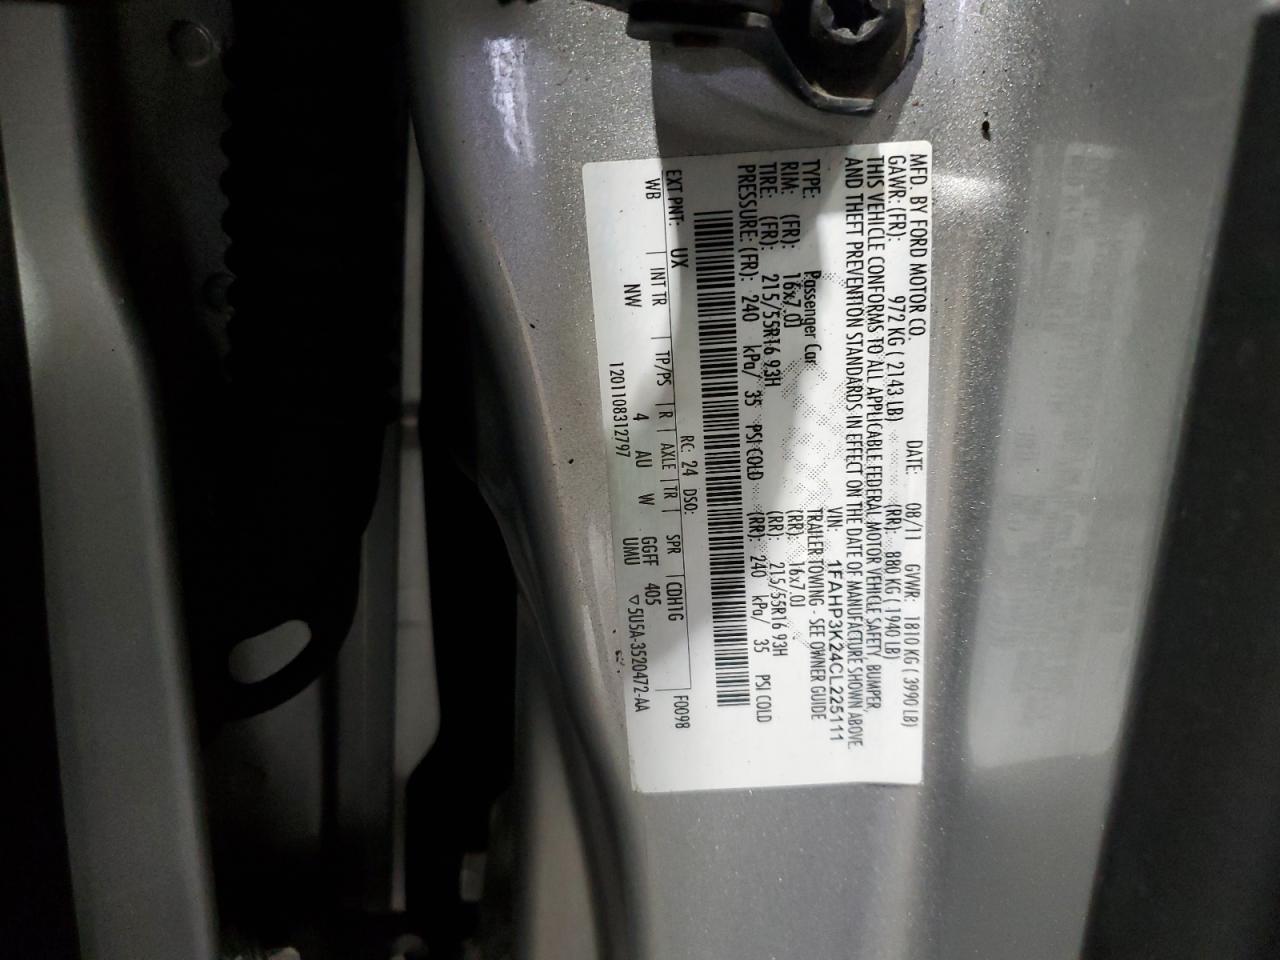 MFD. BY FORD MOTOR CO.
DATE: 08/11 GVWR: 1810 KG ( 3990 LB)
GAWR: (FR): 972 KG ( 2143 LB) (RR): 880 KG ( 1940 LB)
THIS VEHICLE CONFORMS TO ALL APPLICABLE FEDERAL MOTOR VEHICLE SAFETY, BUMPER,
AND THEFT PREVENTION STANDARDS IN EFFECT ON THE DATE OF MANUFACTURE SHOWN ABOVE.
VIN: 1FAHP3K24CL225111
TYPE: Passenger Car TRAILER TOWING - SEE OWNER GUIDE
RIM: (FR): 16x7.0J (RR): 16x7.0J
TIRE: (FR): 215/55R16 93H (RR): 215/55R16 93H
PRESSURE: (FR): 240 kPa/ 35 PSI COLD (RR): 240 kPa/ 35 PSI COLD
RC: 24 DSO: F0098
EXT PNT: UX
WB INT TR TP/PS R AXLE TR SPR CDH1G
NW 4 AU W GGFF 405
UMU
1201108312797 ▽5U5A-3520472-AA